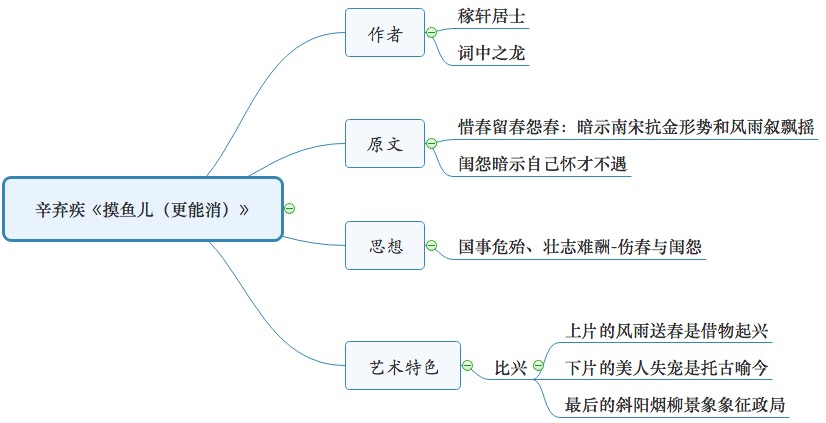 辛弃疾《摸鱼儿（更能消）》
作者
稼轩居士
词中之龙
原文
惜春留春怨春：暗示南宋抗金形势和风雨叙飘摇
闺怨暗示自己怀才不遇
思想
国事危殆、壮志难酬-伤春与闺怨
艺术特色
比兴
上片的风雨送春是借物起兴
下片的美人失宠是托古喻今
最后的斜阳烟柳景象象征政局